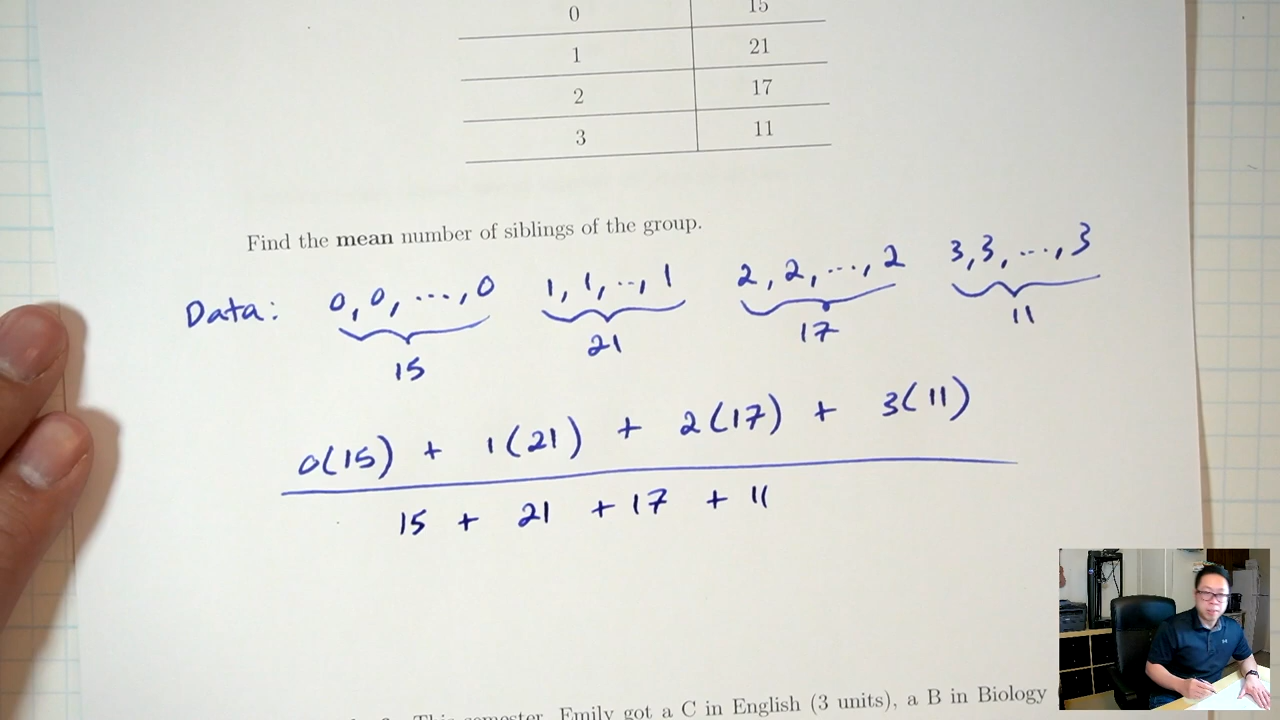 0 15
1 21
2 17
3 11
Find the mean number of siblings of the group.
Data: 0, 0, ..., 0 1, 1, .., 1 2, 2, ..., 2 3, 3, ..., 3
15 21 17 11
0(15) + 1(21) + 2(17) + 3(11)
15 + 21 + 17 + 11
This semester, Emily got a C in English (3 units), a B in Biology